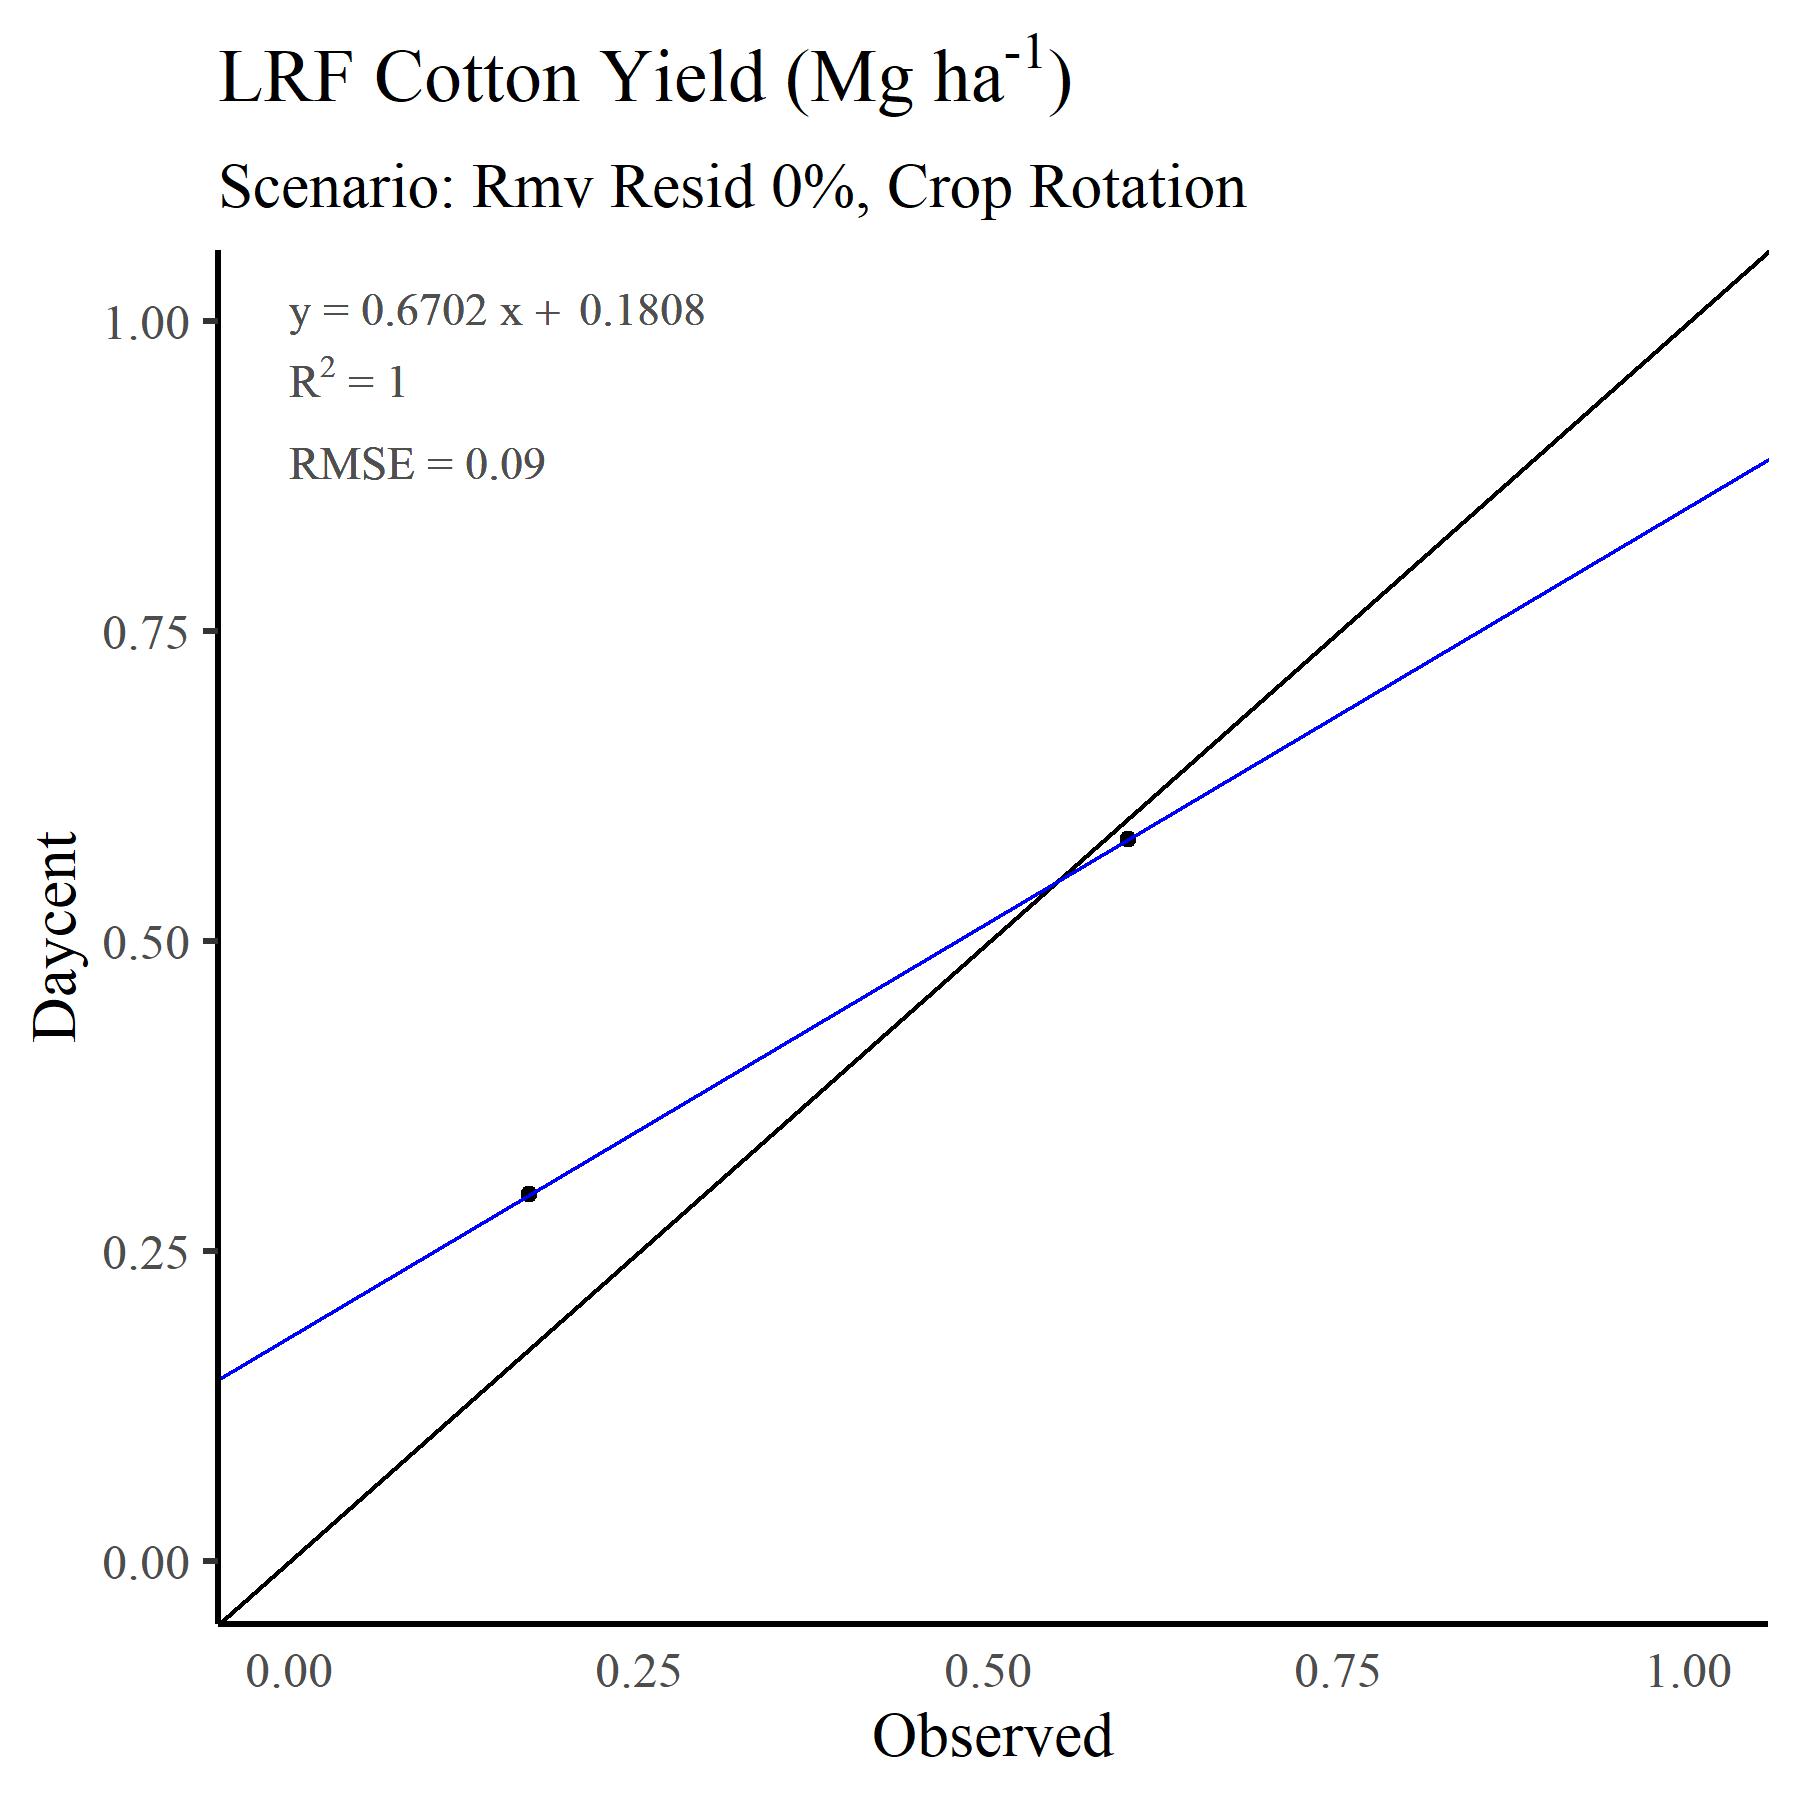 LRF Cotton Yield (Mg ha⁻¹)
Scenario: Rmv Resid 0%, Crop Rotation
y = 0.6702 x + 0.1808
R² = 1
RMSE = 0.09
1.00
0.75
0.50
0.25
0.00
Daycent
0.00 0.25 0.50 0.75 1.00
Observed